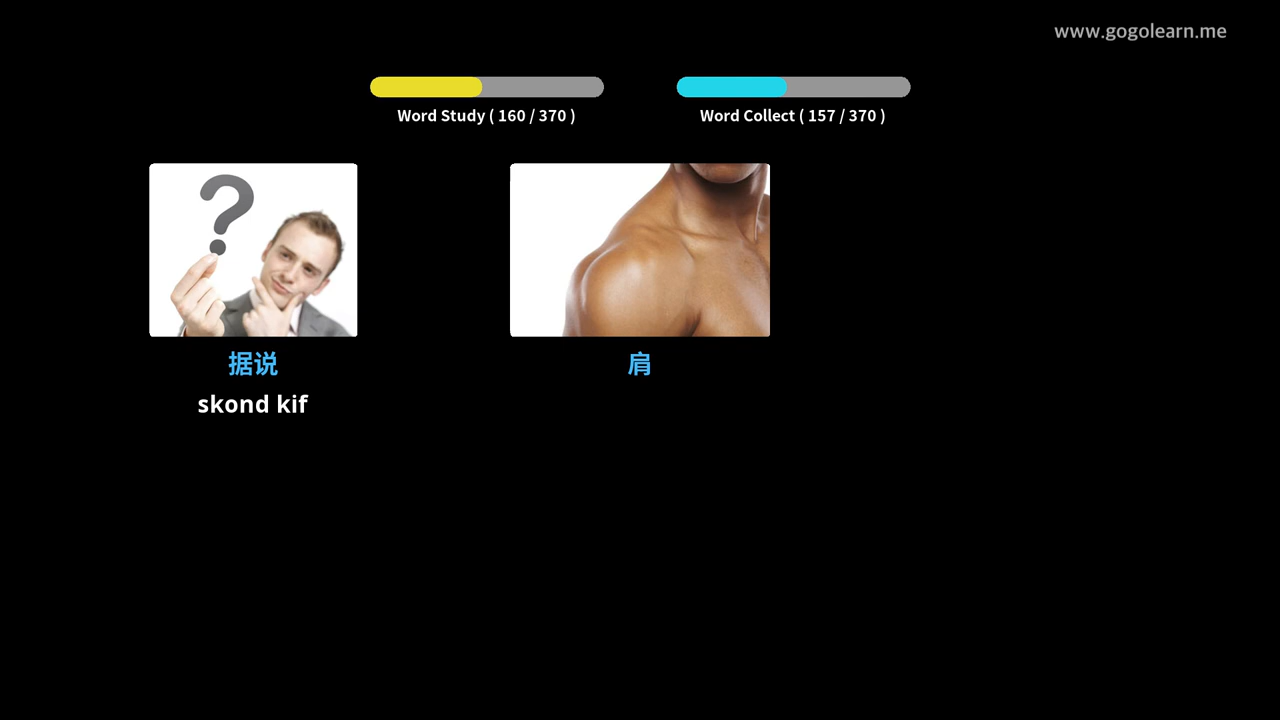 www.gogolearn.me
Word Study ( 160 / 370 )
Word Collect ( 157 / 370 )
?
据说
skond kif
肩